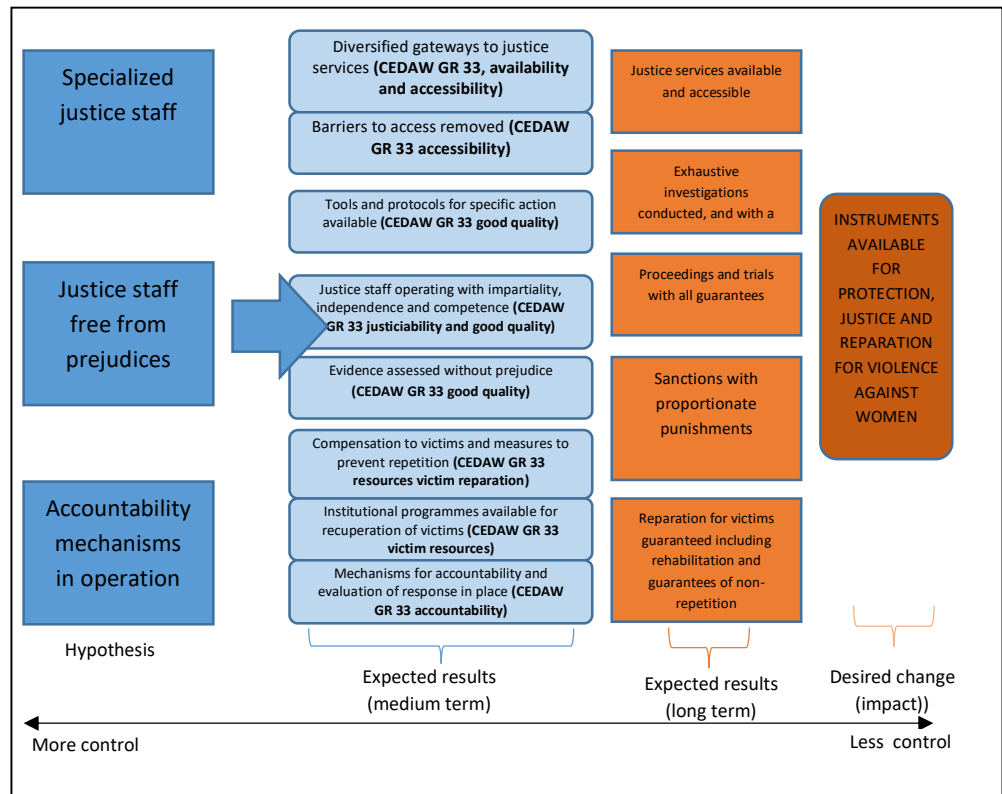 Specialized
justice staff
Justice staff
free from
prejudices
Accountability
mechanisms
in operation
Hypothesis
Diversified gateways to justice
services (CEDAW GR 33, availability
and accessibility)
Barriers to access removed (CEDAW
GR 33 accessibility)
Tools and protocols for specific action
available (CEDAW GR 33 good quality)
Justice staff operating with impartiality,
independence and competence (CEDAW
GR 33 justiciability and good quality)
Evidence assessed without prejudice
(CEDAW GR 33 good quality)
Compensation to victims and measures to
prevent repetition (CEDAW GR 33
resources victim reparation)
Institutional programmes available for
recuperation of victims (CEDAW GR 33
victim resources)
Mechanisms for accountability and
evaluation of response in place (CEDAW
GR 33 accountability)
Expected results
(medium term)
Justice services available
and accessible
Exhaustive
investigations
conducted, and with a
Proceedings and trials
with all guarantees
Sanctions with
proportionate
punishments
Reparation for victims
guaranteed including
rehabilitation and
guarantees of non-
repetition
Expected results
(long term)
INSTRUMENTS
AVAILABLE
FOR
PROTECTION,
JUSTICE AND
REPARATION
FOR VIOLENCE
AGAINST
WOMEN
Desired change
(impact))
More control
Less control